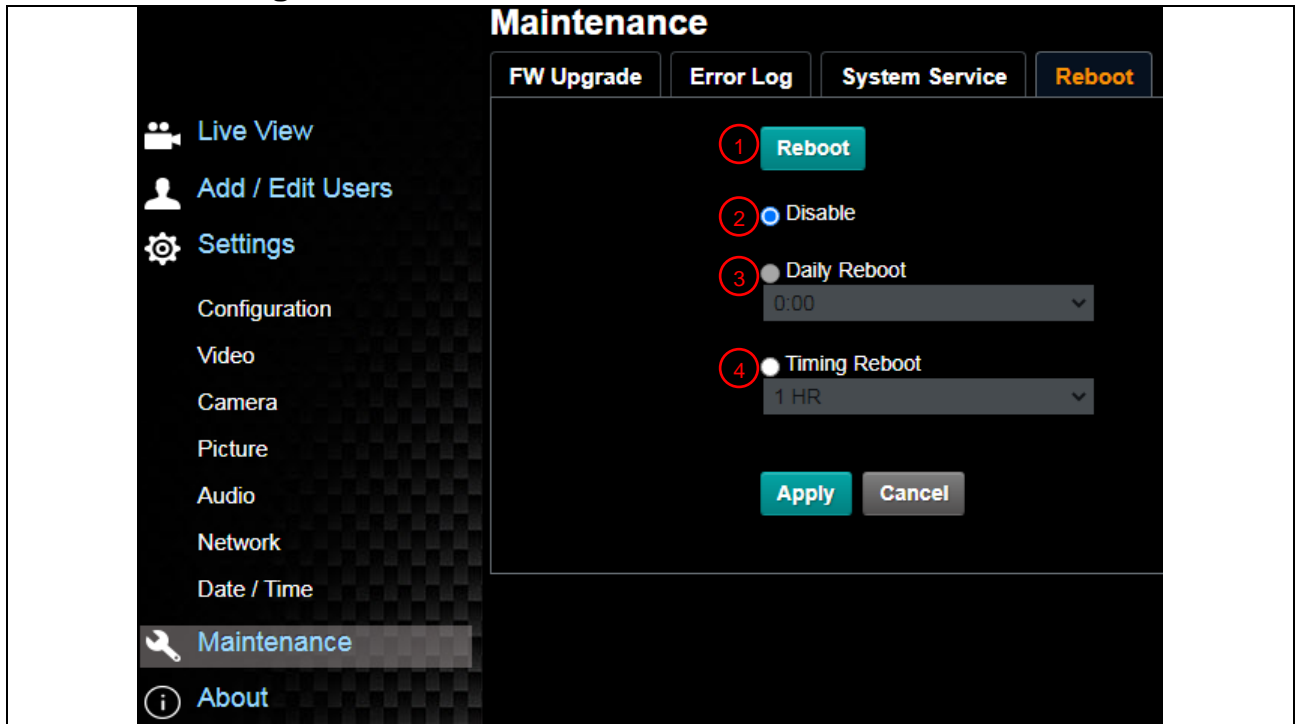 Maintenance
FW Upgrade Error Log System Service Reboot
Live View
Add / Edit Users
Settings
Configuration
Video
Camera
Picture
Audio
Network
Date / Time
Maintenance
About
1 Reboot
2 Disable
3 Daily Reboot
0:00
4 Timing Reboot
1 HR
Apply Cancel